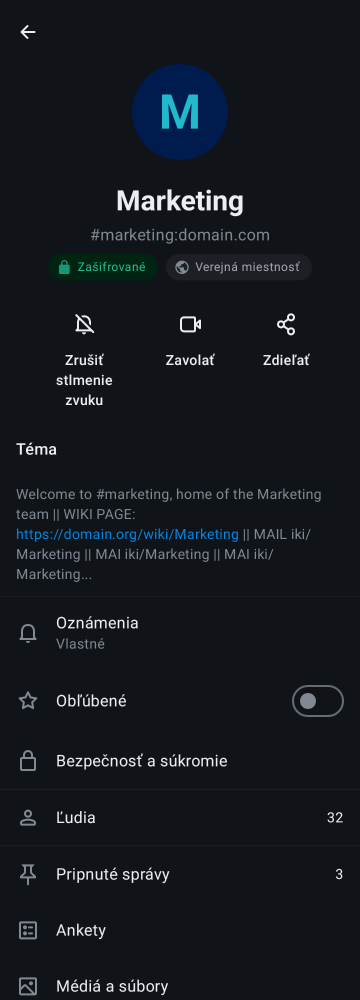 M
Marketing
#marketing:domain.com
Zašifrované
Verejná miestnosť
Zrušiť
stlmenie
zvuku
Zavolať
Zdieľať
Téma
Welcome to #marketing, home of the Marketing
team || WIKI PAGE:
https://domain.org/wiki/Marketing || MAIL iki/
Marketing || MAI iki/Marketing || MAI iki/
Marketing...
Oznámenia
Vlastné
Obľúbené
Bezpečnosť a súkromie
Ľudia 32
Pripnuté správy 3
Ankety
Médiá a súbory